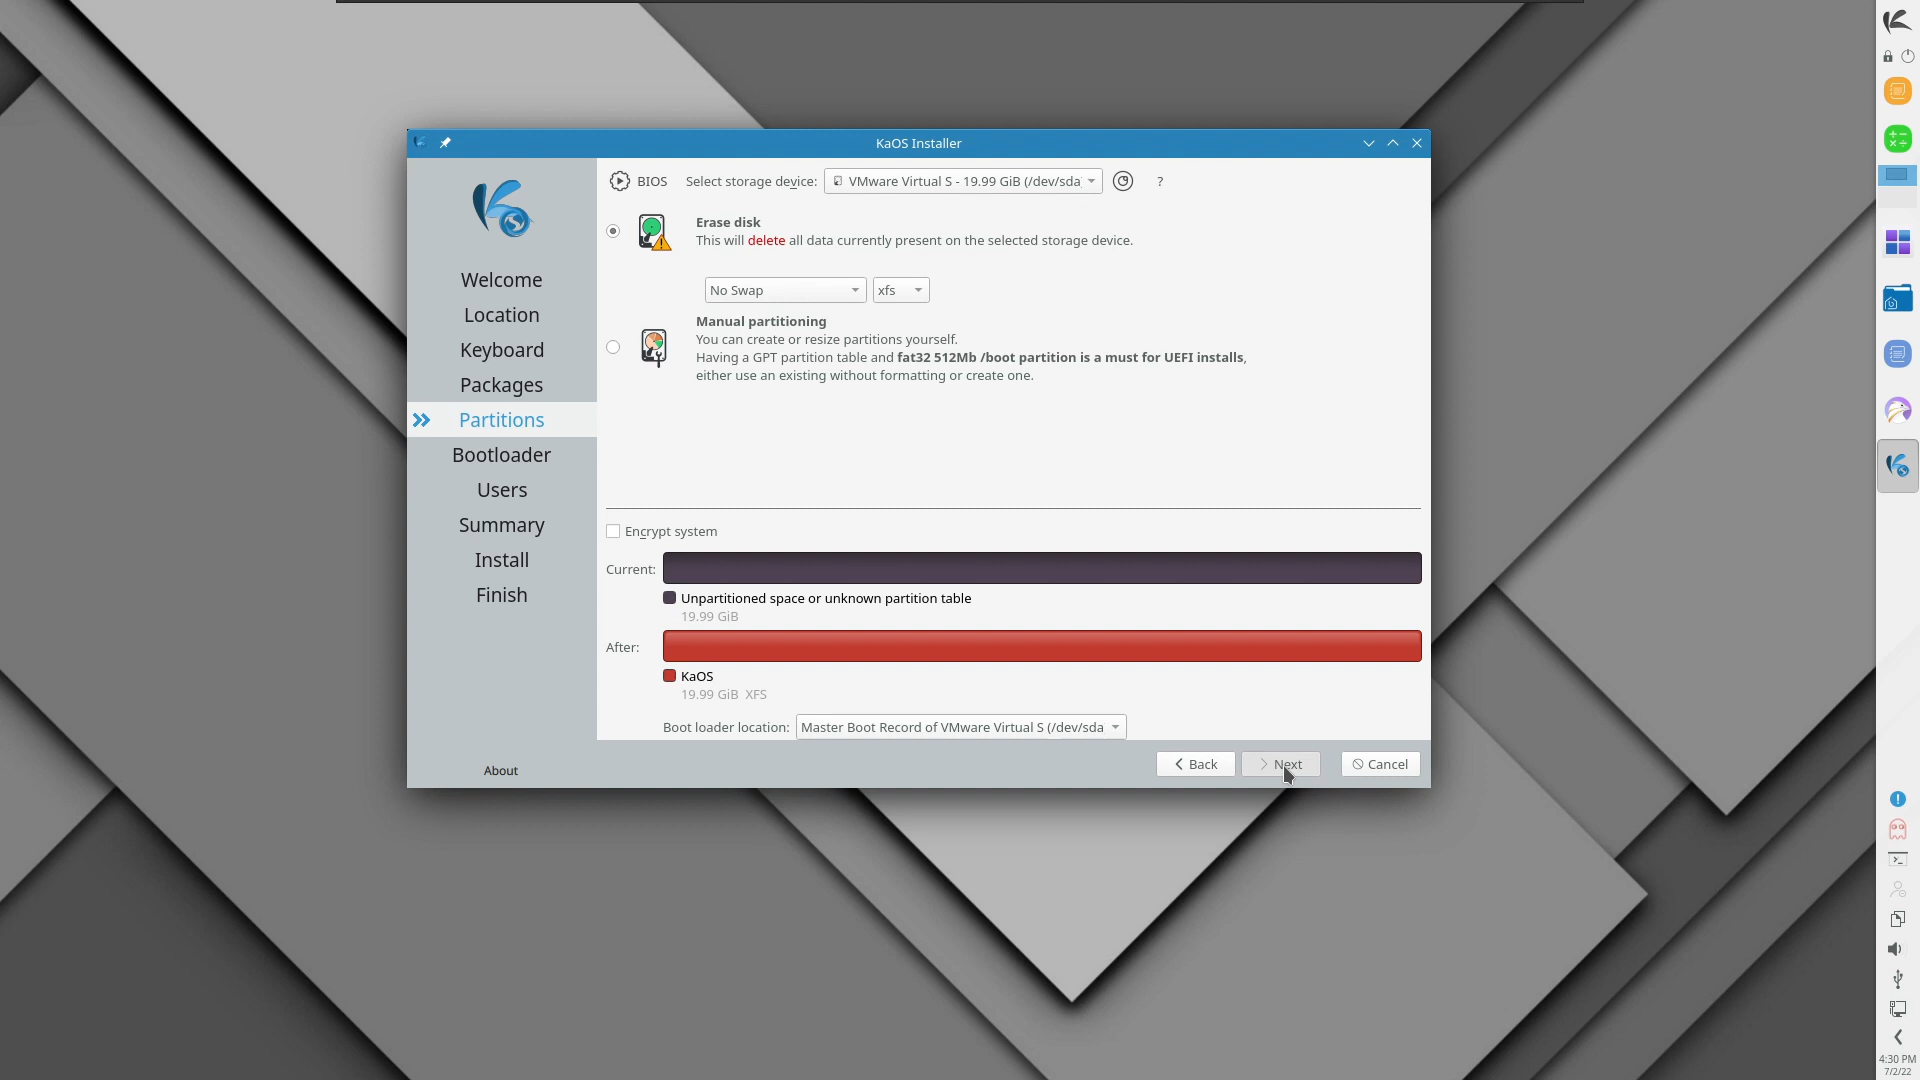 KaOS Installer
BIOS Select storage device: VMware Virtual S - 19.99 GiB (/dev/sda ?
Erase disk
This will delete all data currently present on the selected storage device.
No Swap xfs
Manual partitioning
You can create or resize partitions yourself.
Having a GPT partition table and fat32 512Mb /boot partition is a must for UEFI installs,
either use an existing without formatting or create one.
Welcome
Location
Keyboard
Packages
Partitions
Bootloader
Users
Summary
Install
Finish
About
Encrypt system
Current:
Unpartitioned space or unknown partition table
19.99 GiB
After:
KaOS
19.99 GiB XFS
Boot loader location: Master Boot Record of VMware Virtual S (/dev/sda
Back Next Cancel
4:30 PM
7/2/22